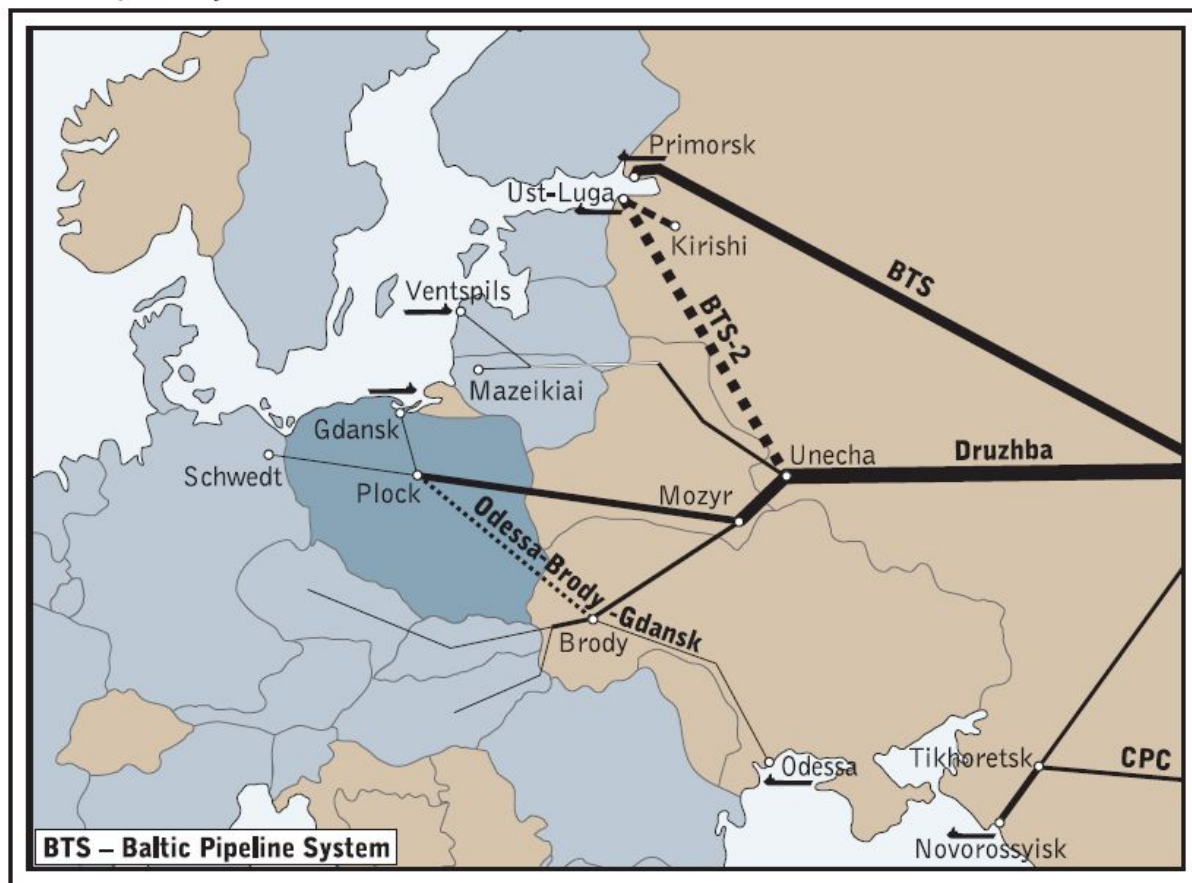 Primorsk
Ust-Luga
Kirishi
BTS
Ventspils
BTS-2
Mazeikiai
Gdansk
Unecha
Druzhba
Schwedt
Plock
Mozyr
Odessa-Brody-Gdansk
Brody
Odessa
Tikhoretsk
CPC
Novorossyisk
BTS – Baltic Pipeline System